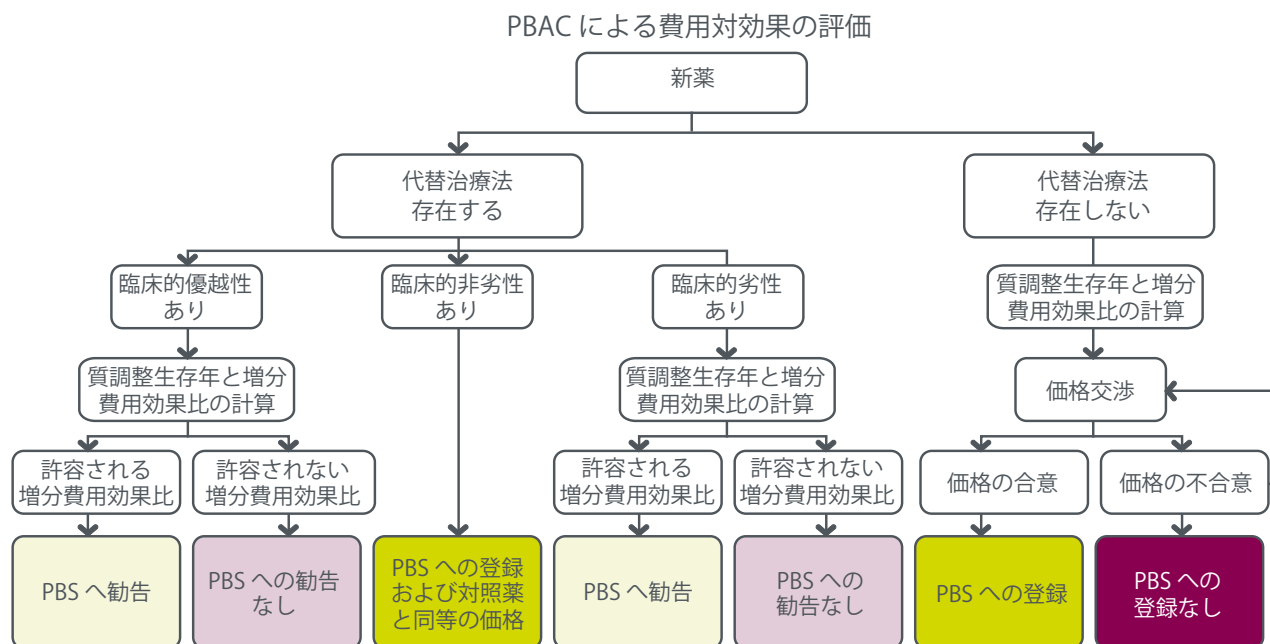 PBAC による費用対効果の評価
新薬
代替治療法
存在する
代替治療法
存在しない
臨床的優越性
あり
臨床的非劣性
あり
臨床的劣性
あり
質調整生存年と増分
費用効果比の計算
質調整生存年と増分
費用効果比の計算
質調整生存年と増分
費用効果比の計算
価格交渉
許容される
増分費用効果比
許容されない
増分費用効果比
許容される
増分費用効果比
許容されない
増分費用効果比
価格の合意
価格の不合意
PBS へ勧告
PBS への勧告
なし
PBS への登録
および対照薬
と同等の価格
PBS へ勧告
PBS への
勧告なし
PBS への登録
PBS への
登録なし